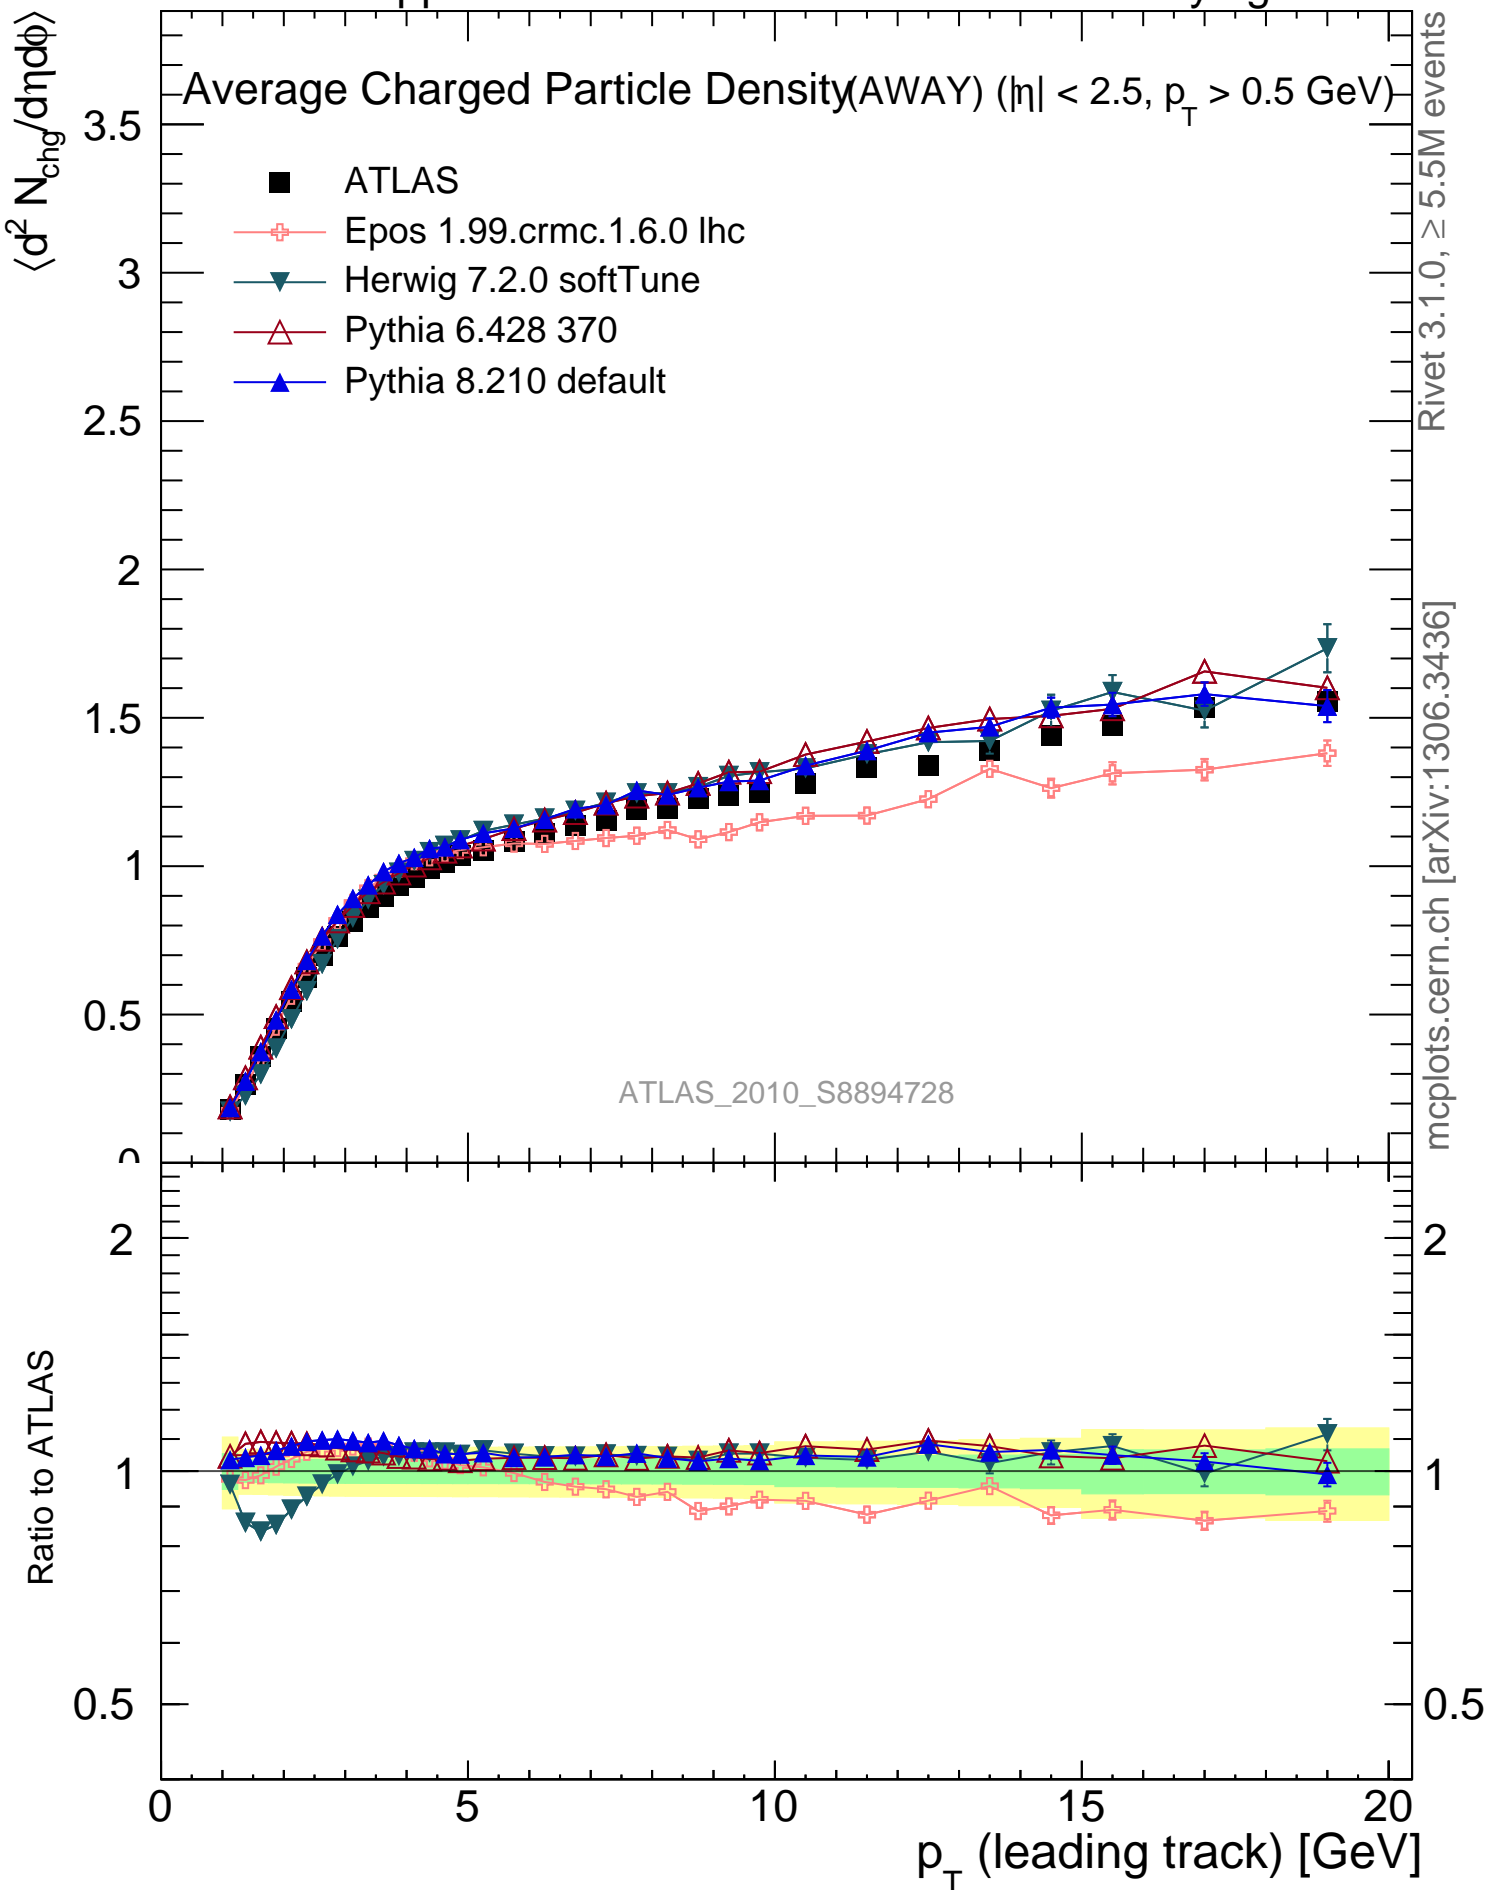 Average Charged Particle Density (AWAY) (|η| < 2.5, p_T > 0.5 GeV)
⟨d² N_chg/dηdϕ⟩
ATLAS
Epos 1.99.crmc.1.6.0 lhc
Herwig 7.2.0 softTune
Pythia 6.428 370
Pythia 8.210 default
3.5
3
2.5
2
1.5
1
0.5
0
ATLAS_2010_S8894728
Rivet 3.1.0, ≥ 5.5M events
mcplots.cern.ch [arXiv:1306.3436]
Ratio to ATLAS
2
1
0.5
2
1
0.5
0 5 10 15 20
p_T (leading track) [GeV]